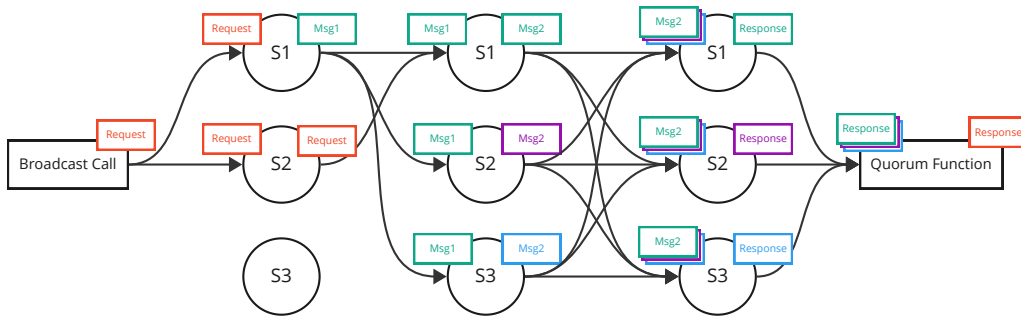 Request
Msg1
S1
Msg1
Msg2
S1
Msg2
Response
S1
Request
Broadcast Call
Request
Request
S2
Msg1
Msg2
S2
Msg2
Response
S2
Response
Response
Quorum Function
S3
Msg1
Msg2
S3
Msg2
Response
S3